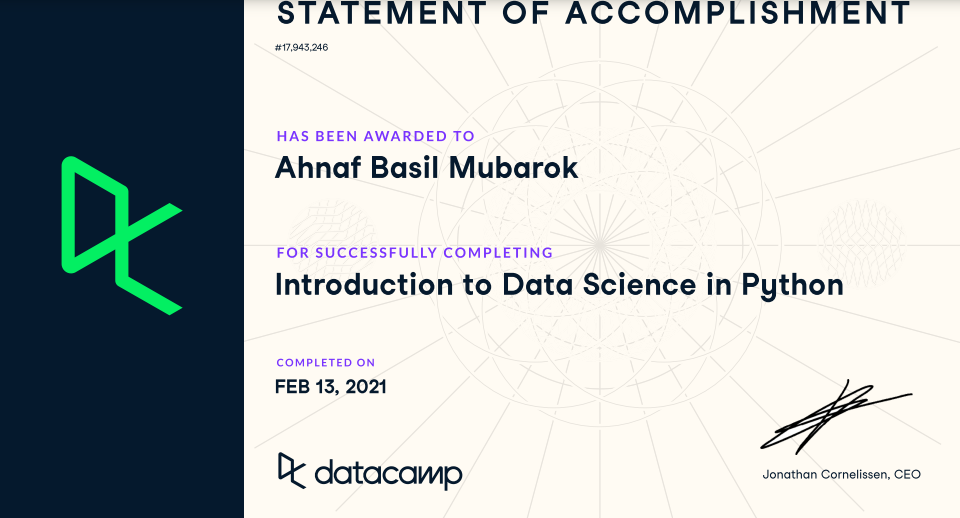 STATEMENT OF ACCOMPLISHMENT
#17,943,246
HAS BEEN AWARDED TO
Ahnaf Basil Mubarok
FOR SUCCESSFULLY COMPLETING
Introduction to Data Science in Python
COMPLETED ON
FEB 13, 2021
datacamp
Jonathan Cornelissen, CEO